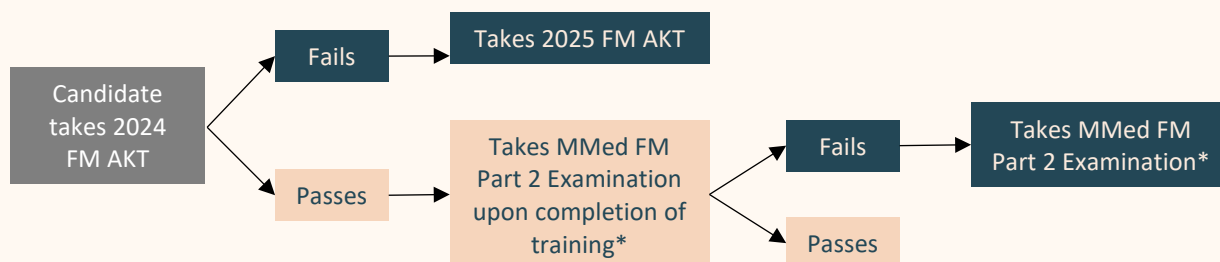 Candidate
takes 2024
FM AKT
Fails
Takes 2025 FM AKT
Passes
Takes MMed FM
Part 2 Examination
upon completion of
training*
Fails
Takes MMed FM
Part 2 Examination*
Passes